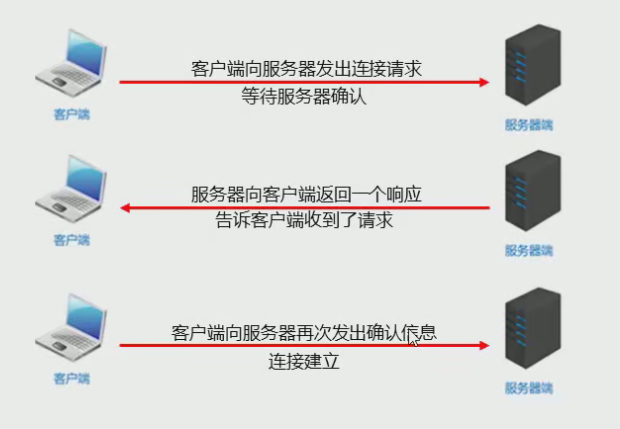 客户端向服务器发出连接请求
等待服务器确认
客户端
服务器端
服务器向客户端返回一个响应
告诉客户端收到了请求
客户端
服务器端
客户端向服务器再次发出确认信息
连接建立
客户端
服务器端